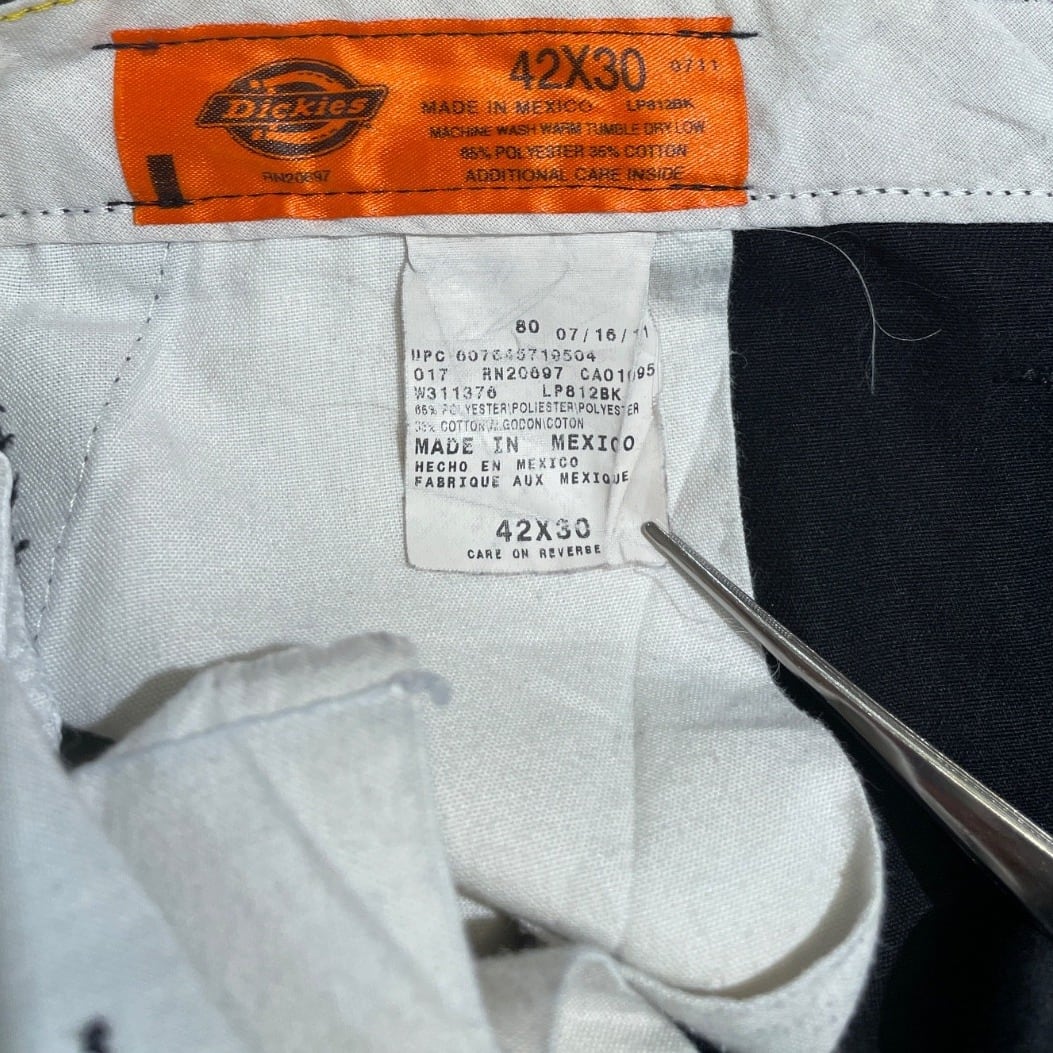 Dickies
RN20697
42X30 0711
MADE IN MEXICO LP812BK
MACHINE WASH WARM TUMBLE DRY LOW
65% POLYESTER 35% COTTON
ADDITIONAL CARE INSIDE
80 07/16/11
UPC 607645719504
017 RN20697 CA01095
W311376 LP812BK
65% POLYESTER\POLIESTER\POLYESTER
35% COTTON\ALGODON\COTON
MADE IN MEXICO
HECHO EN MEXICO
FABRIQUE AUX MEXIQUE
42X30
CARE ON REVERSE